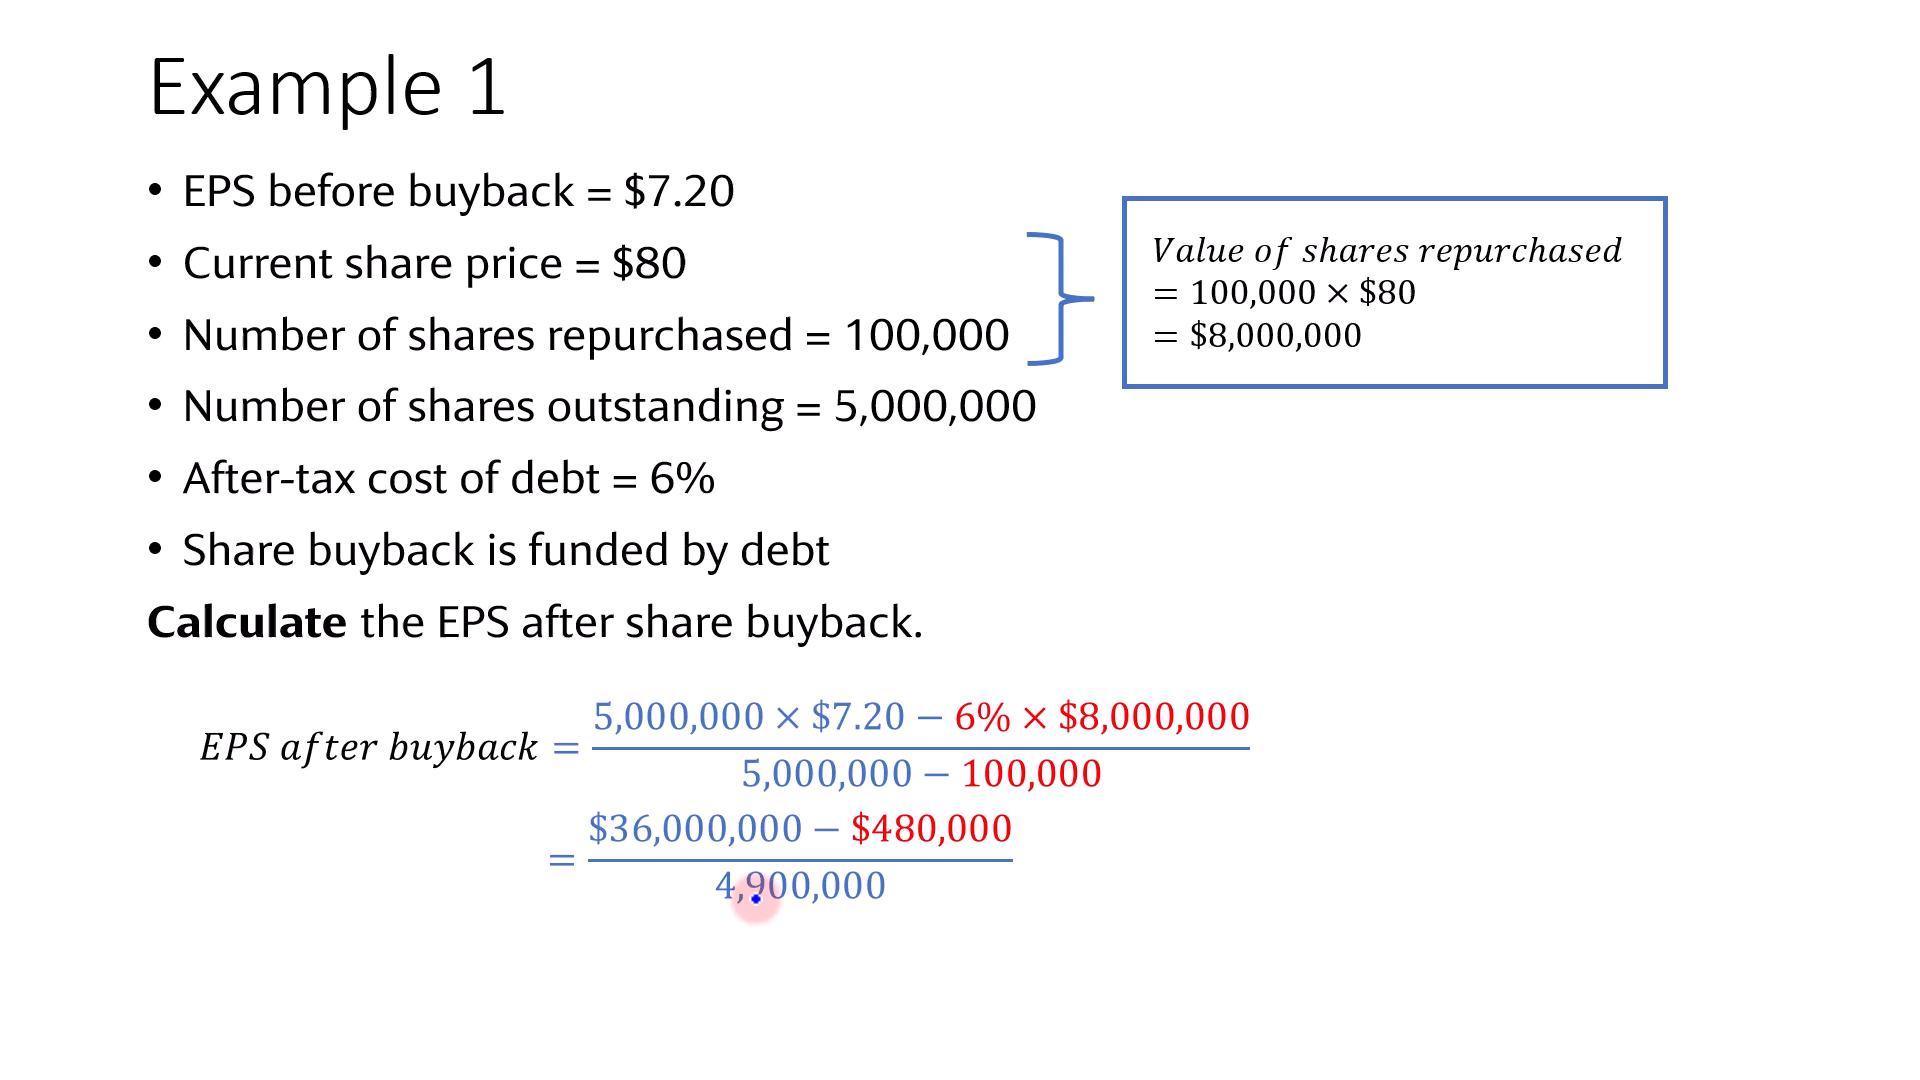 Example 1
• EPS before buyback = $7.20
• Current share price = $80
• Number of shares repurchased = 100,000
• Number of shares outstanding = 5,000,000
• After-tax cost of debt = 6%
• Share buyback is funded by debt
Calculate the EPS after share buyback.
Value of shares repurchased
= 100,000 × $80
= $8,000,000
5,000,000 × $7.20 − 6% × $8,000,000
EPS after buyback =
5,000,000 − 100,000
$36,000,000 − $480,000
=
4,900,000